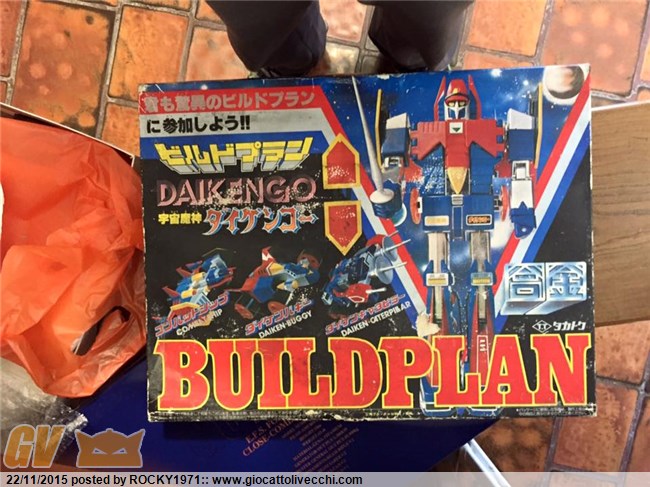 君も驚異のビルドプラン
に参加しよう!!
ビルドプラン
DAIKENGO
宇宙魔神 ダイケンゴー
コンバットシップ
ダイケンバギー
DAIKEN-BUGGY
ダイケンキャタピラー
DAIKEN-CATERPILAR
合金
タカトク
BUILDPLAN
GV
22/11/2015 posted by ROCKY1971:: www.giocattolivecchi.com